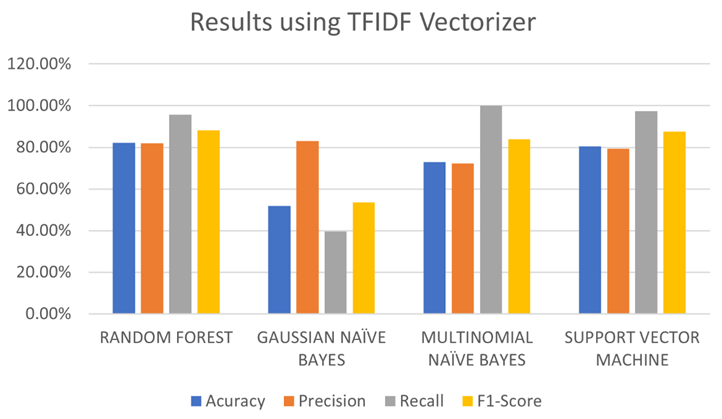 Results using TFIDF Vectorizer
120.00%
100.00%
80.00%
60.00%
40.00%
20.00%
0.00%
RANDOM FOREST
GAUSSIAN NAÏVE
BAYES
MULTINOMIAL
NAÏVE BAYES
SUPPORT VECTOR
MACHINE
Acuracy Precision Recall F1-Score